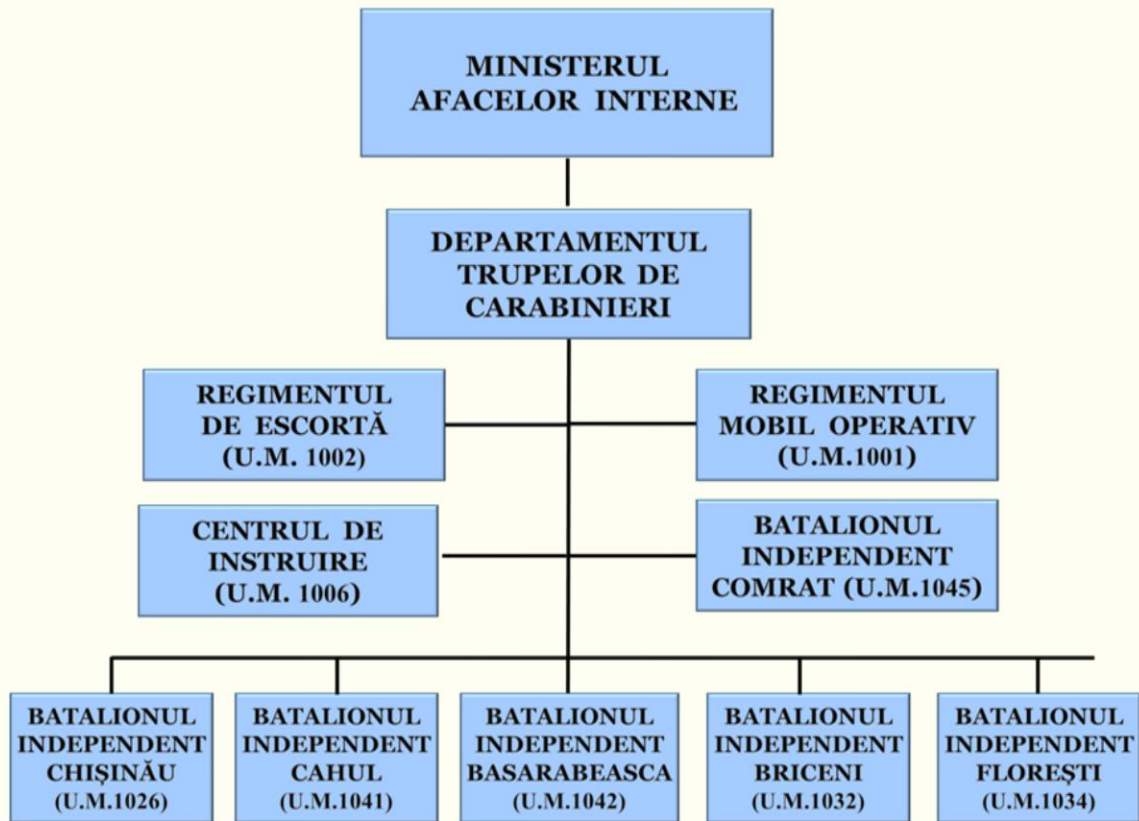 MINISTERUL
AFACELOR INTERNE
DEPARTAMENTUL
TRUPELOR DE
CARABINIERI
REGIMENTUL
DE ESCORTĂ
(U.M. 1002)
REGIMENTUL
MOBIL OPERATIV
(U.M.1001)
CENTRUL DE
INSTRUIRE
(U.M. 1006)
BATALIONUL
INDEPENDENT
COMRAT (U.M.1045)
BATALIONUL
INDEPENDENT
CHIȘINĂU
(U.M.1026)
BATALIONUL
INDEPENDENT
CAHUL
(U.M.1041)
BATALIONUL
INDEPENDENT
BASARABEASCA
(U.M.1042)
BATALIONUL
INDEPENDENT
BRICENI
(U.M.1032)
BATALIONUL
INDEPENDENT
FLOREȘTI
(U.M.1034)